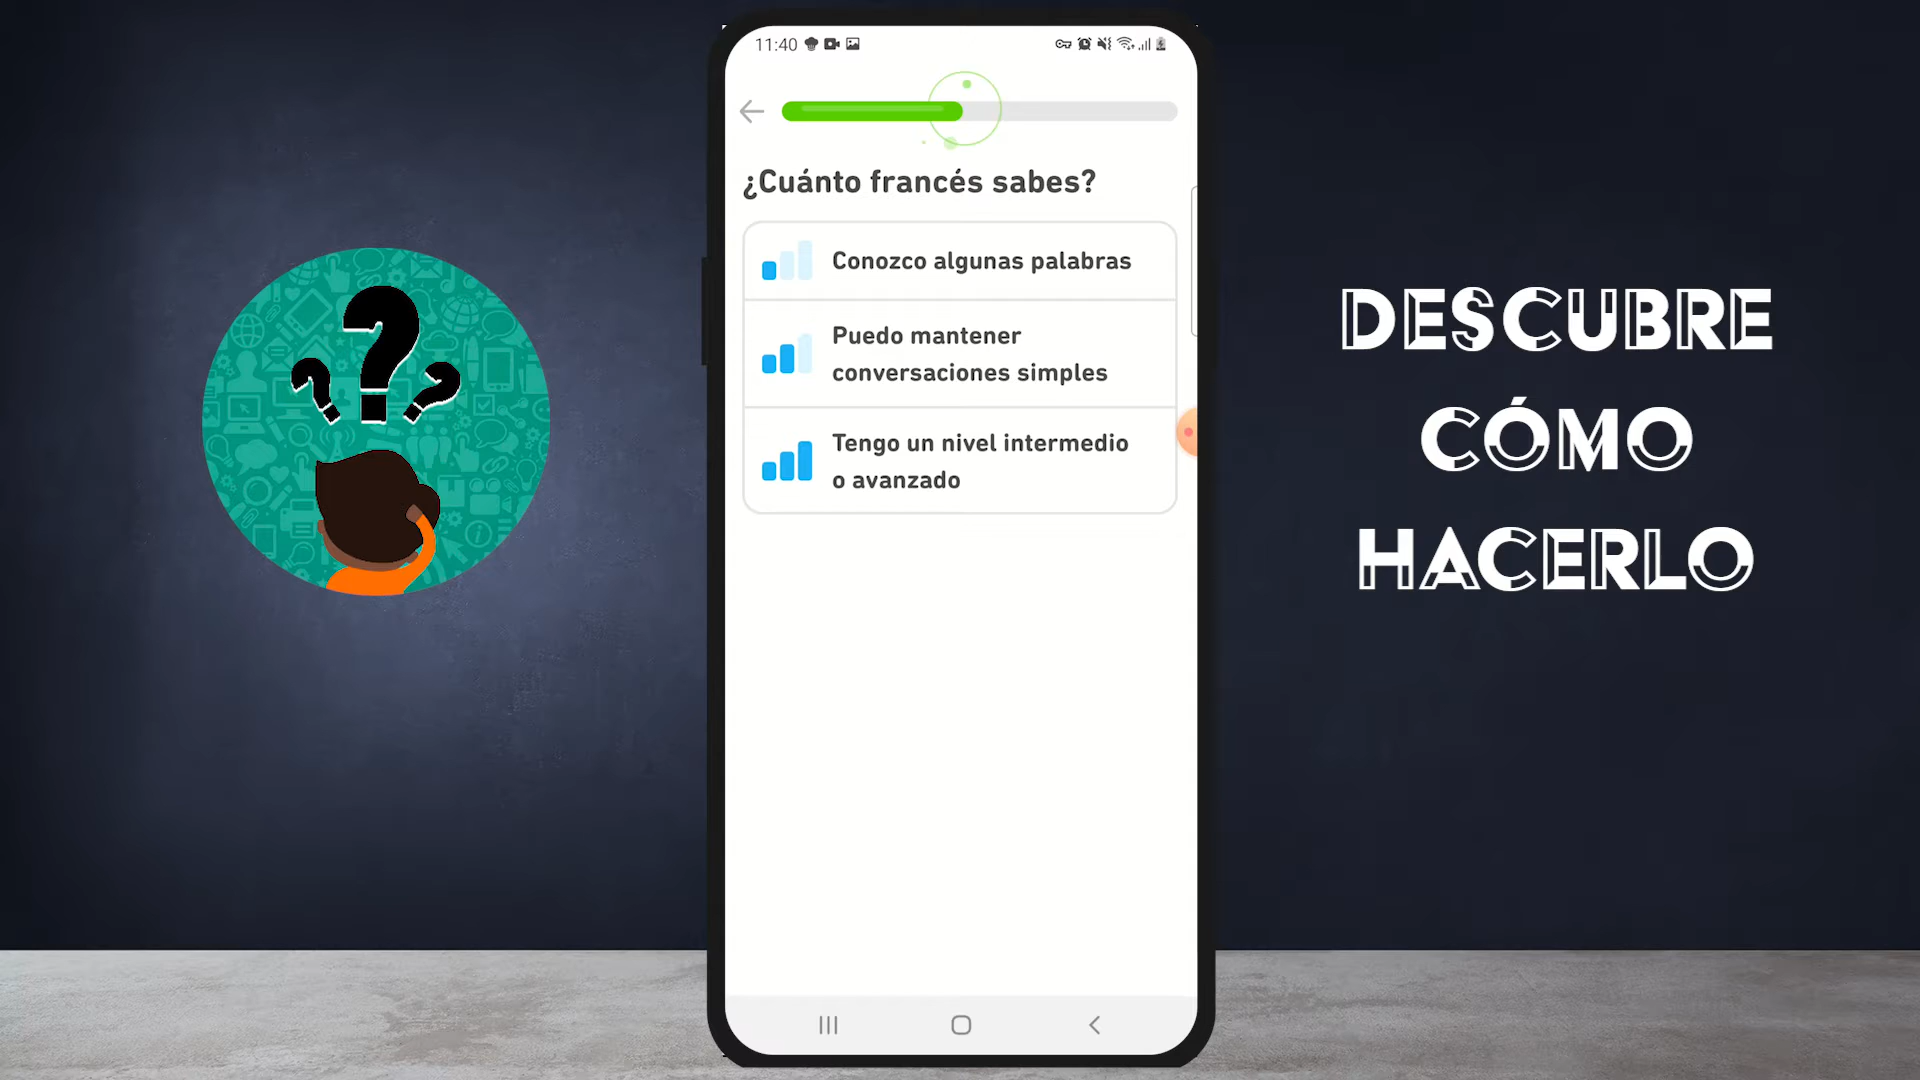 11:40
¿Cuánto francés sabes?
Conozco algunas palabras
Puedo mantener
conversaciones simples
Tengo un nivel intermedio
o avanzado
DESCUBRE
CÓMO
HACERLO